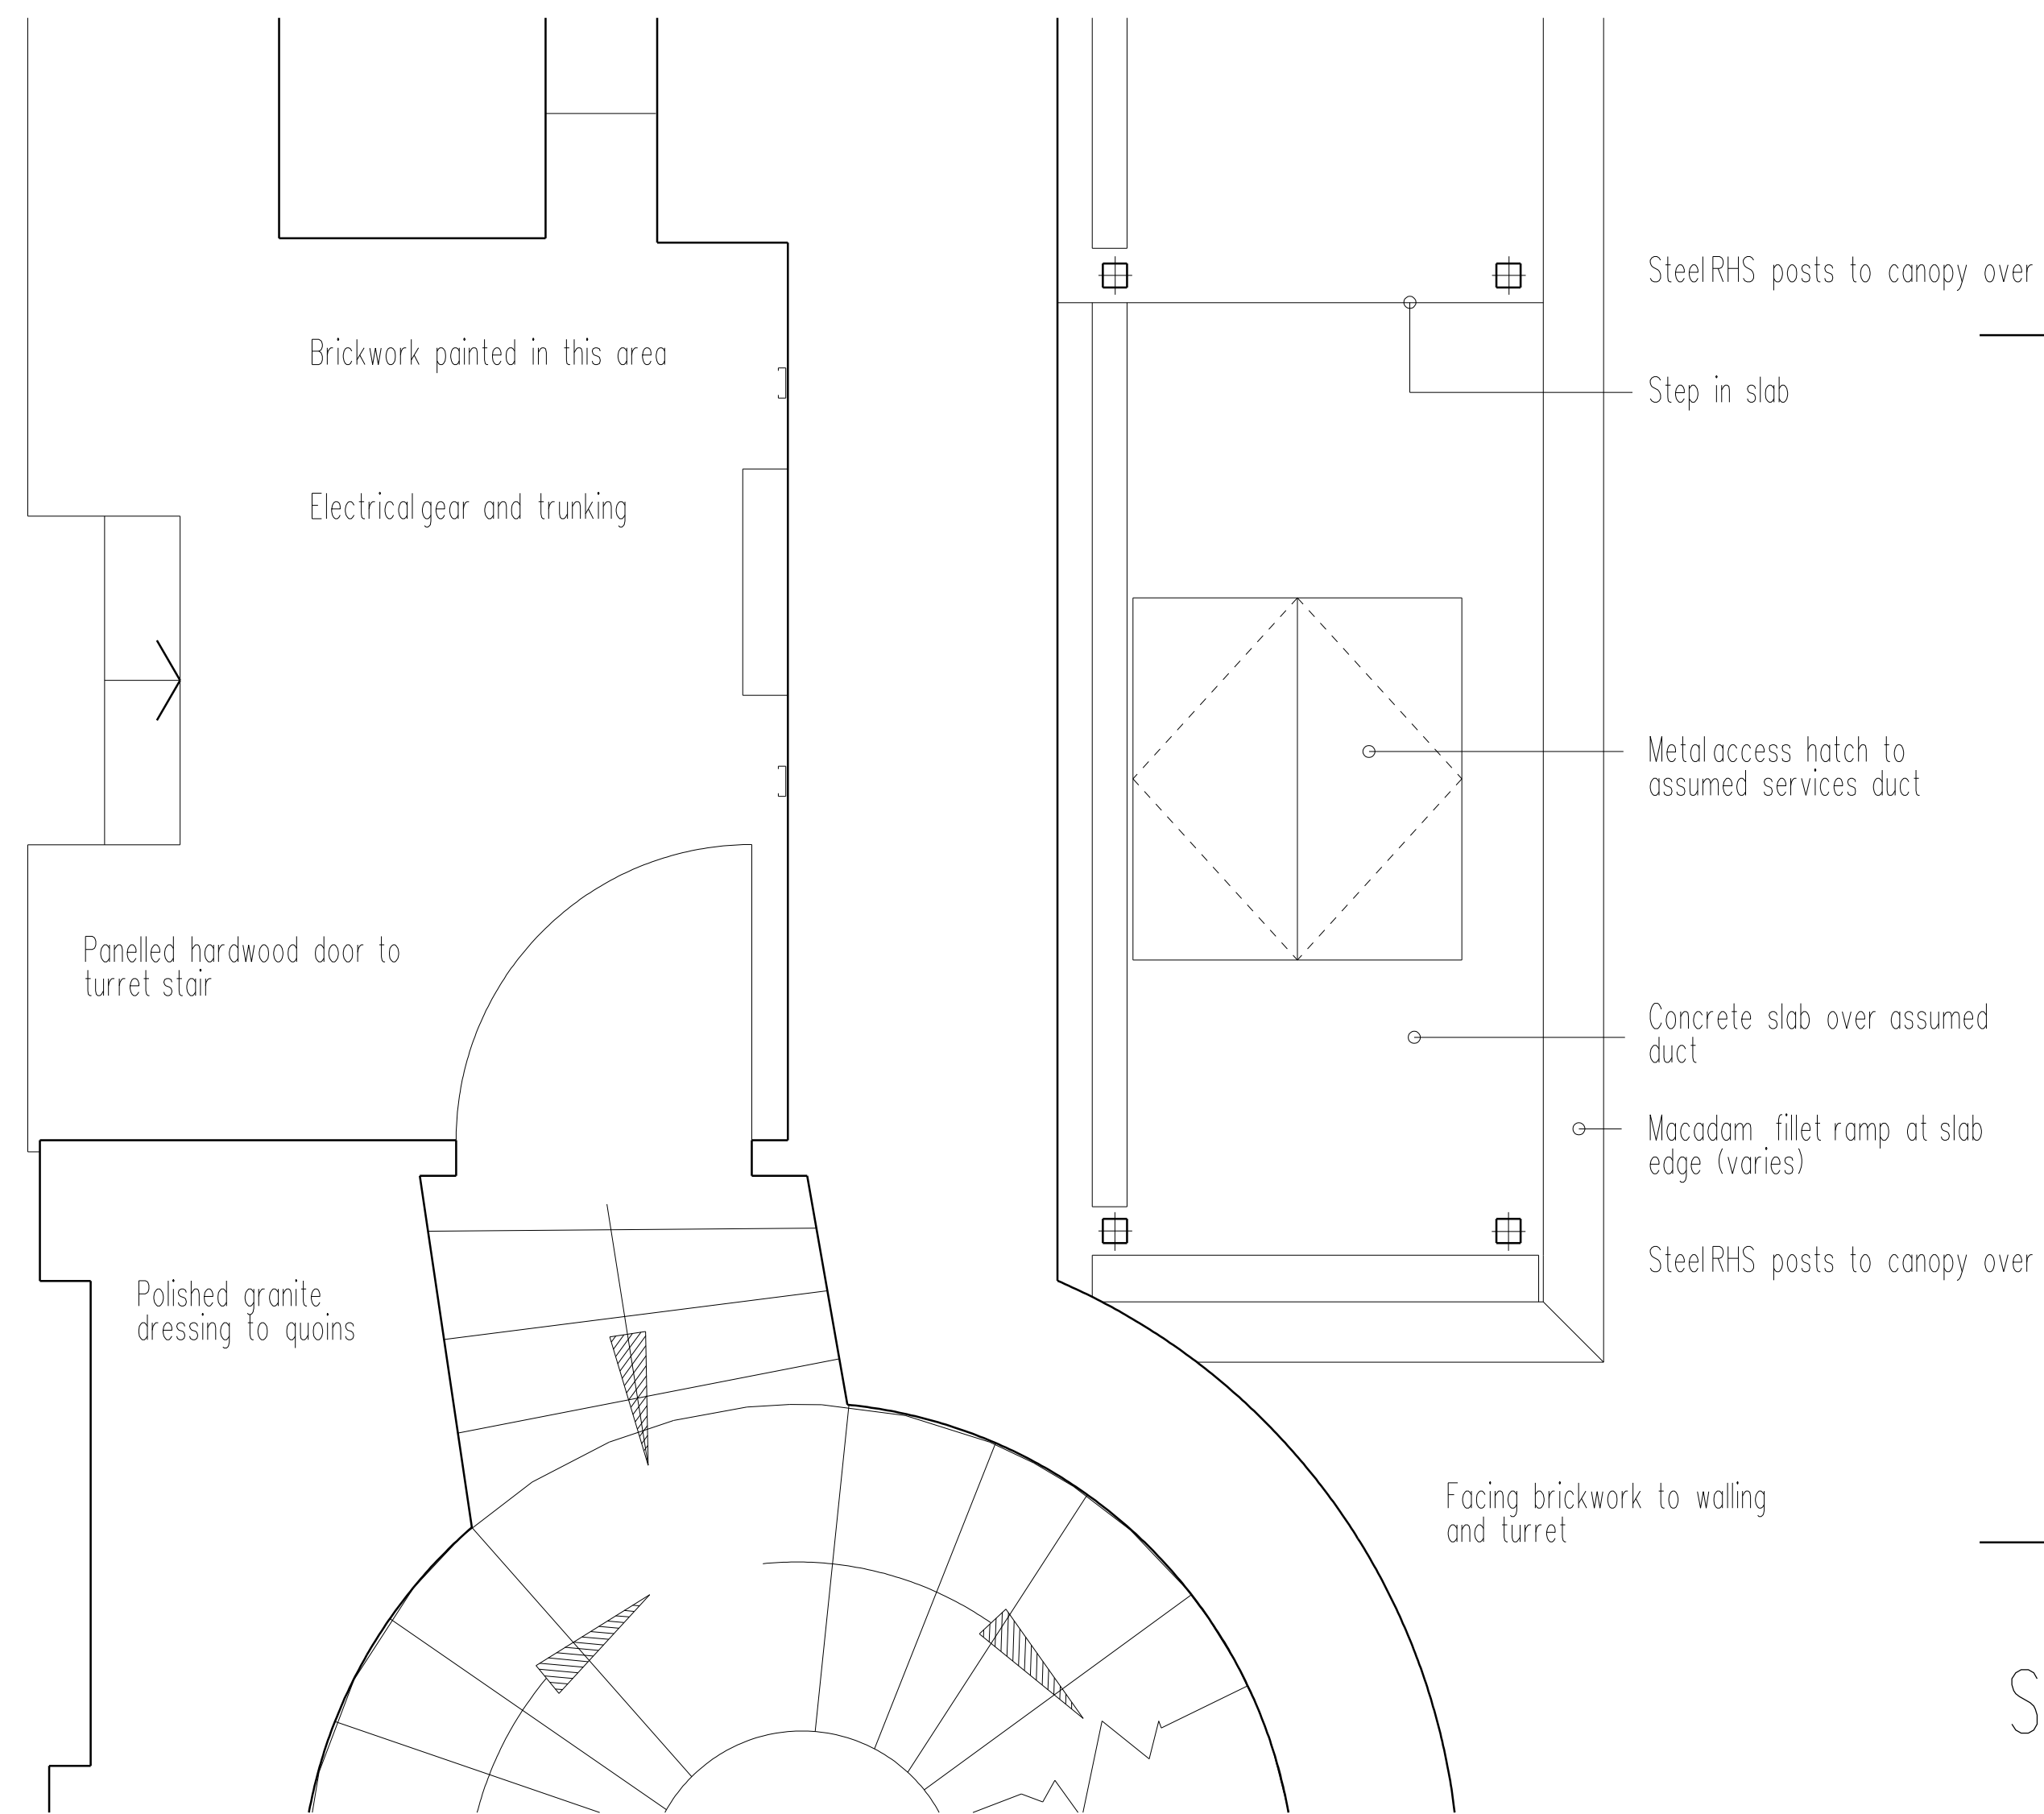 Steel RHS posts to canopy over
Brickwork painted in this area
Step in slab
Electrical gear and trunking
Metal access hatch to
assumed services duct
Panelled hardwood door to
turret stair
Concrete slab over assumed
duct
Macadam fillet ramp at slab
edge (varies)
Steel RHS posts to canopy over
Polished granite
dressing to quoins
Facing brickwork to walling
and turret
S